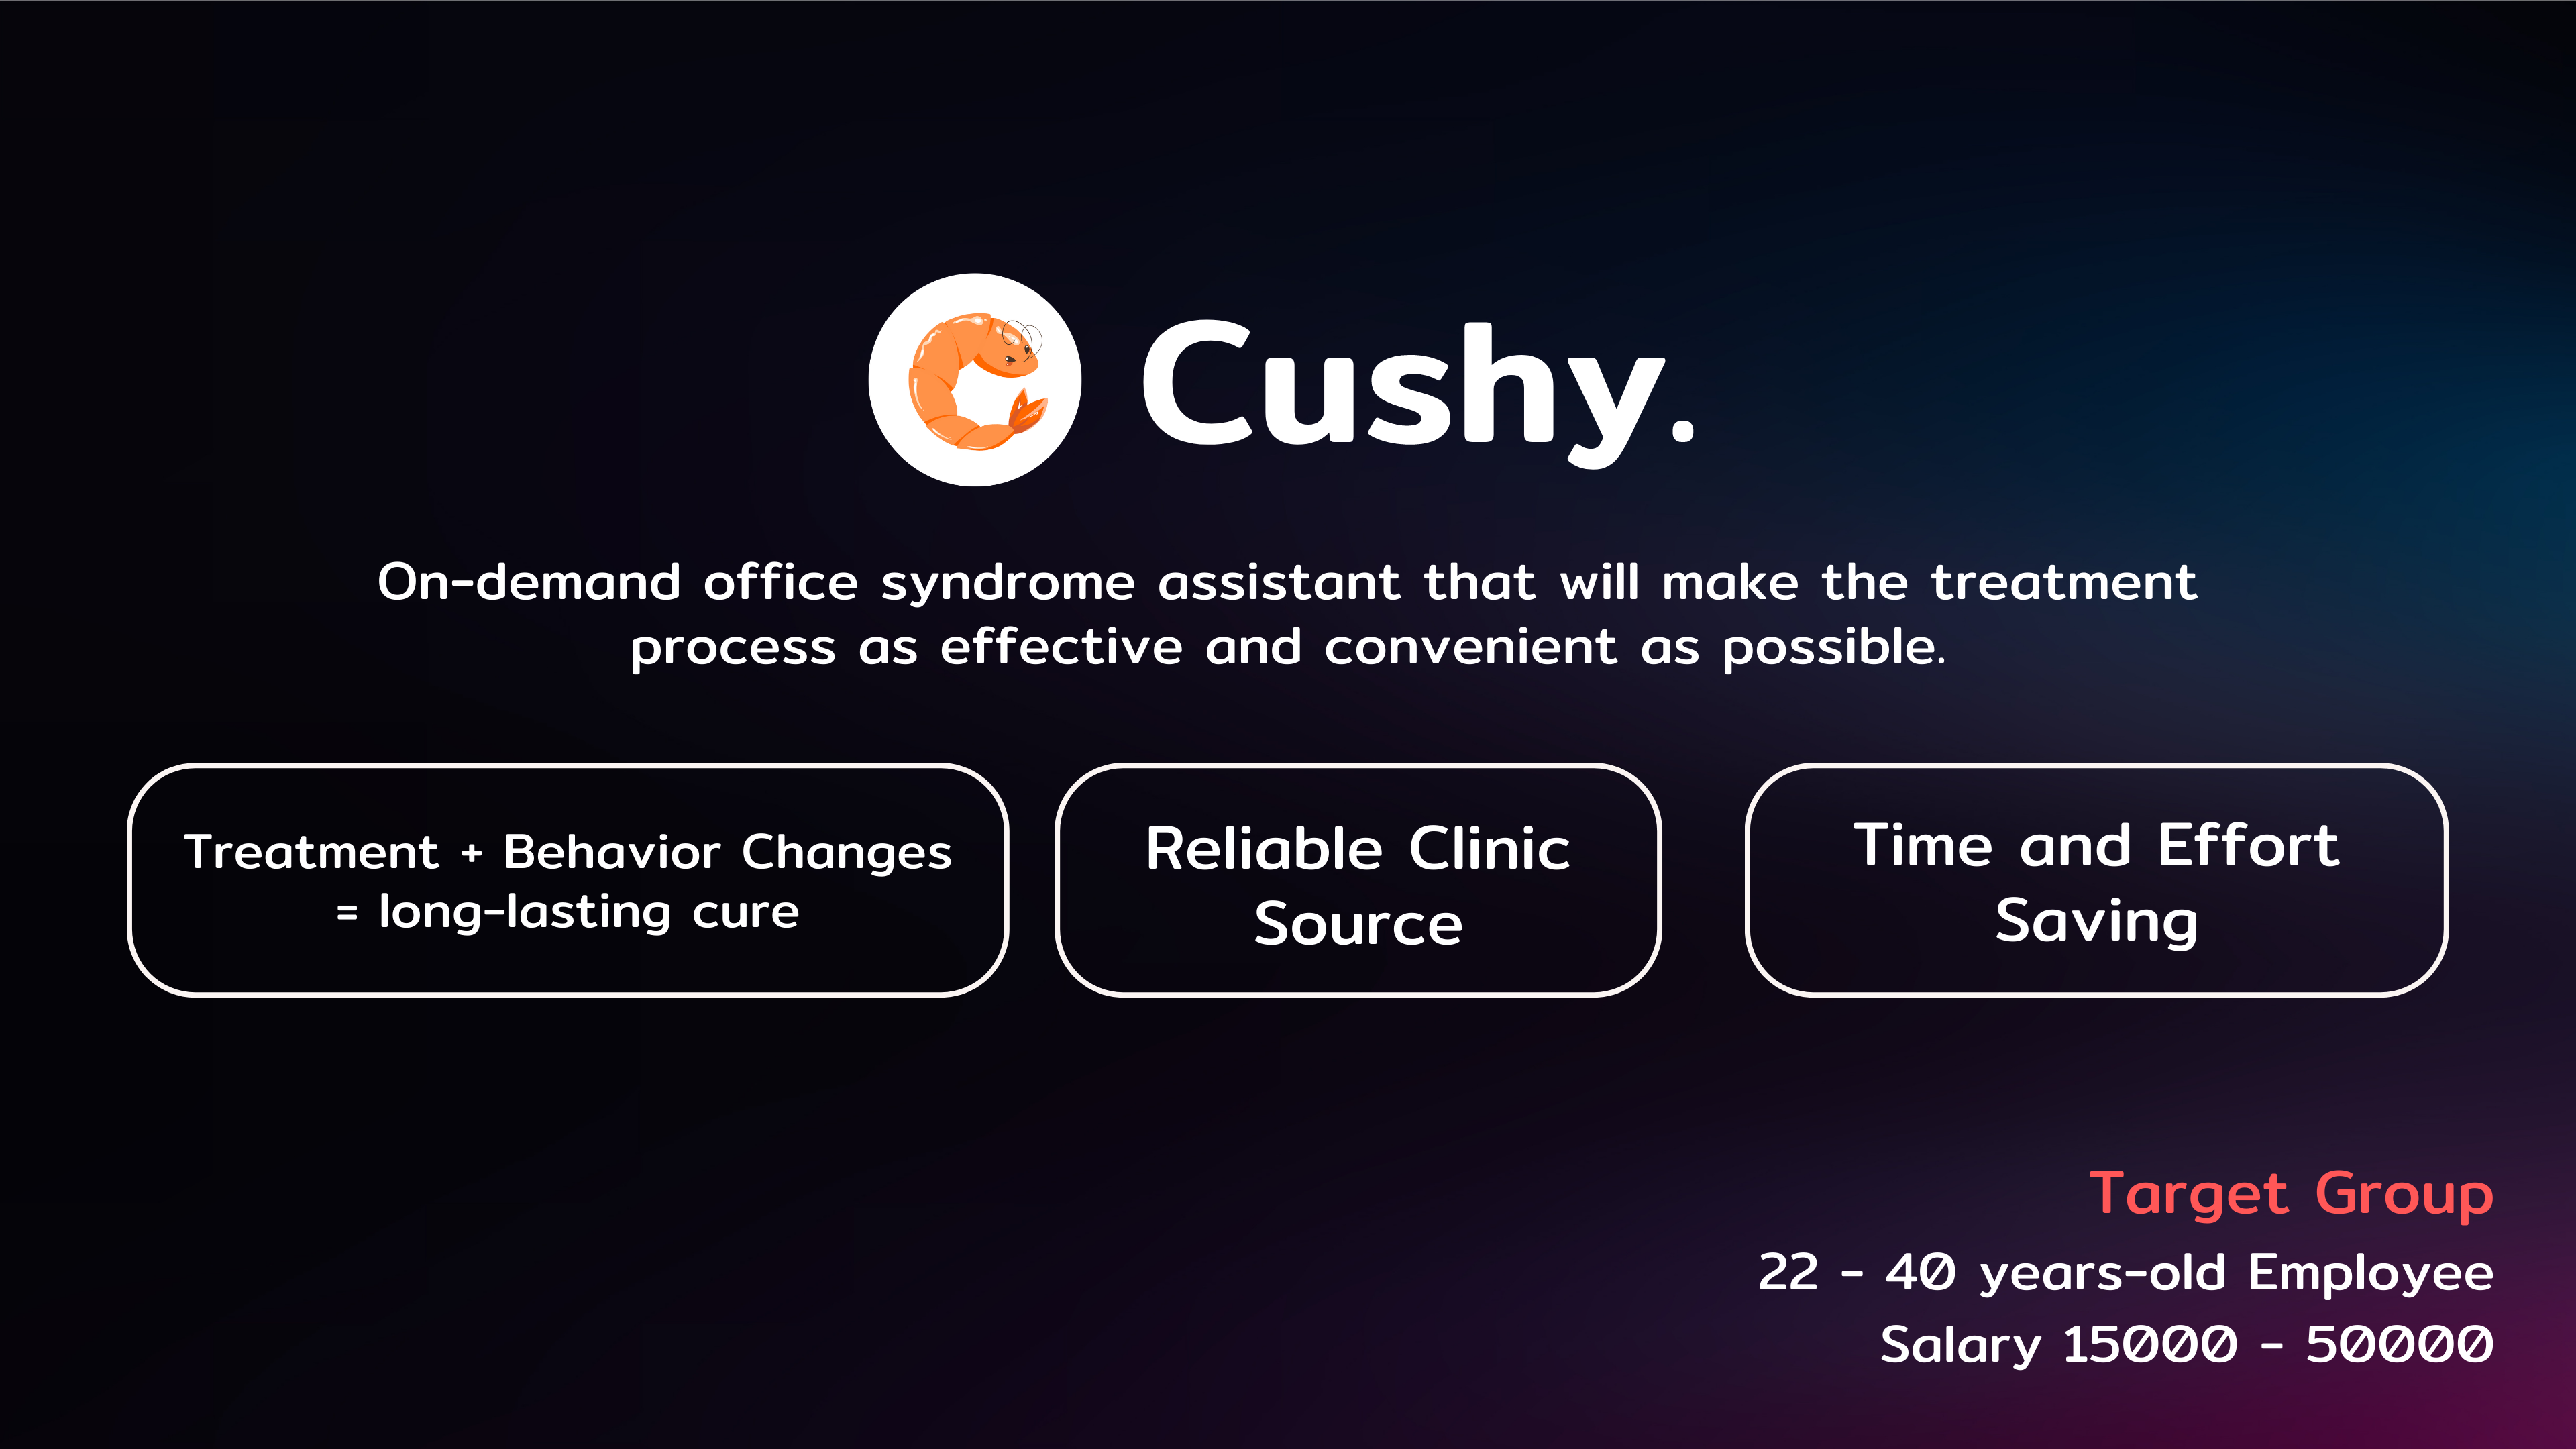 Cushy.
On-demand office syndrome assistant that will make the treatment
process as effective and convenient as possible.
Treatment + Behavior Changes
= long-lasting cure
Reliable Clinic
Source
Time and Effort
Saving
Target Group
22 - 40 years-old Employee
Salary 15000 - 50000